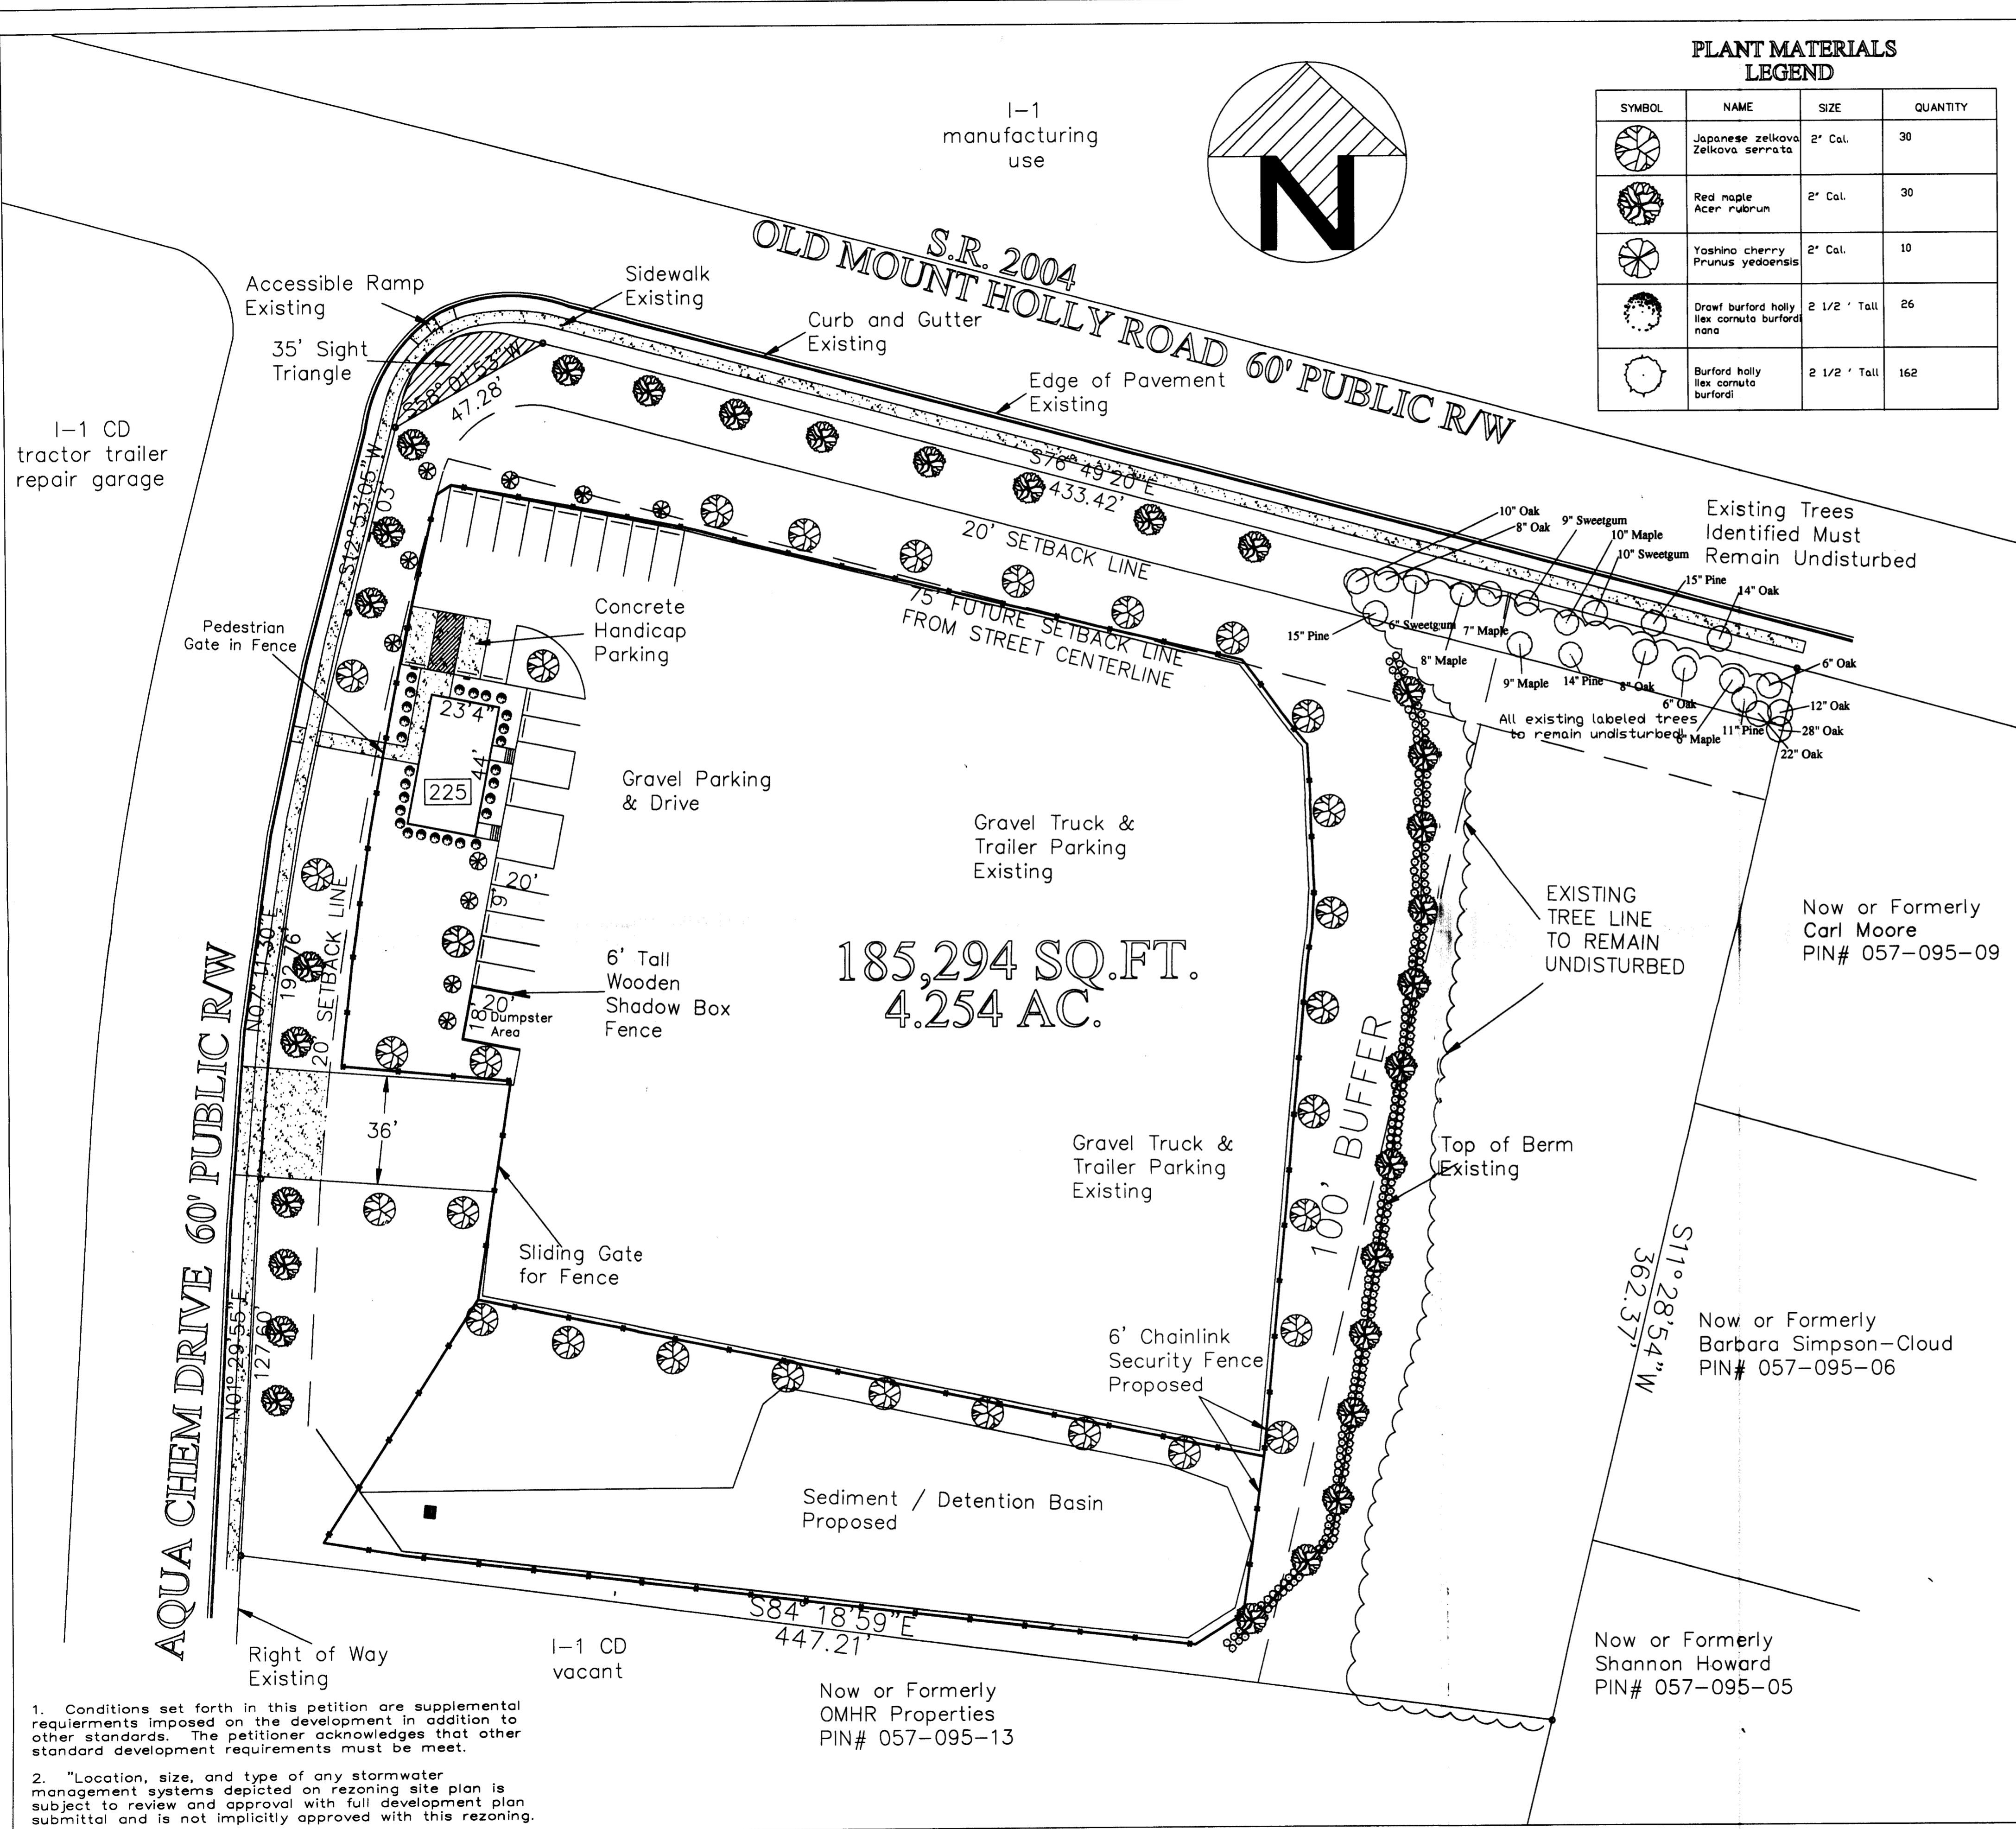 PLANT MATERIALS
LEGEND
SYMBOL NAME SIZE QUANTITY
Japanese zelkova 2" Cal. 30
Zelkova serrata
Red maple 2" Cal. 30
Acer rubrum
Yoshino cherry 2" Cal. 10
Prunus yedoensis
Drawf burford holly 2 1/2 ' Tall 26
Ilex cornuta burfordi
nana
Burford holly 2 1/2 ' Tall 162
Ilex cornuta
burfordi
I-1
manufacturing
use
N
S.R. 2004
OLD MOUNT HOLLY ROAD 60' PUBLIC R/W
Accessible Ramp
Existing
Sidewalk
Existing
Curb and Gutter
Existing
35' Sight
Triangle
Edge of Pavement
Existing
S58° 01'53" W
47.28'
I-1 CD
tractor trailer
repair garage
S76° 49'20"E
433.42'
20' SETBACK LINE
75' FUTURE SETBACK LINE
FROM STREET CENTERLINE
S12° 53'05" W
Existing Trees
Identified Must
Remain Undisturbed
10" Oak
8" Oak
9" Sweetgum
10" Maple
10" Sweetgum
15" Pine
14" Oak
15" Pine
6" Sweetgum
7" Maple
8" Maple
9" Maple
14" Pine
8" Oak
6" Oak
6" Oak
12" Oak
28" Oak
22" Oak
11" Pine
6" Maple
All existing labeled trees
to remain undisturbed
Concrete
Handicap
Parking
Pedestrian
Gate in Fence
23'4"
44'
225
Gravel Parking
& Drive
Gravel Truck &
Trailer Parking
Existing
20'
9'
EXISTING
TREE LINE
TO REMAIN
UNDISTURBED
Now or Formerly
Carl Moore
PIN# 057-095-09
185,294 SQ.FT.
4.254 AC.
6' Tall
Wooden
Shadow Box
Fence
20'
18'
Dumpster
Area
N07° 11'30"E
192.76'
20' SETBACK LINE
AQUA CHEM DRIVE 60' PUBLIC R/W
36'
100' BUFFER
Gravel Truck &
Trailer Parking
Existing
Top of Berm
Existing
Sliding Gate
for Fence
S11° 28'54"W
362.37'
N01° 29'55"E
127.60'
6' Chainlink
Security Fence
Proposed
Now or Formerly
Barbara Simpson-Cloud
PIN# 057-095-06
Sediment / Detention Basin
Proposed
S84° 18'59"E
447.21'
Right of Way
Existing
I-1 CD
vacant
Now or Formerly
OMHR Properties
PIN# 057-095-13
Now or Formerly
Shannon Howard
PIN# 057-095-05
1. Conditions set forth in this petition are supplemental
requierments imposed on the development in addition to
other standards. The petitioner acknowledges that other
standard development requirements must be meet.
2. "Location, size, and type of any stormwater
management systems depicted on rezoning site plan is
subject to review and approval with full development plan
submittal and is not implicitly approved with this rezoning.